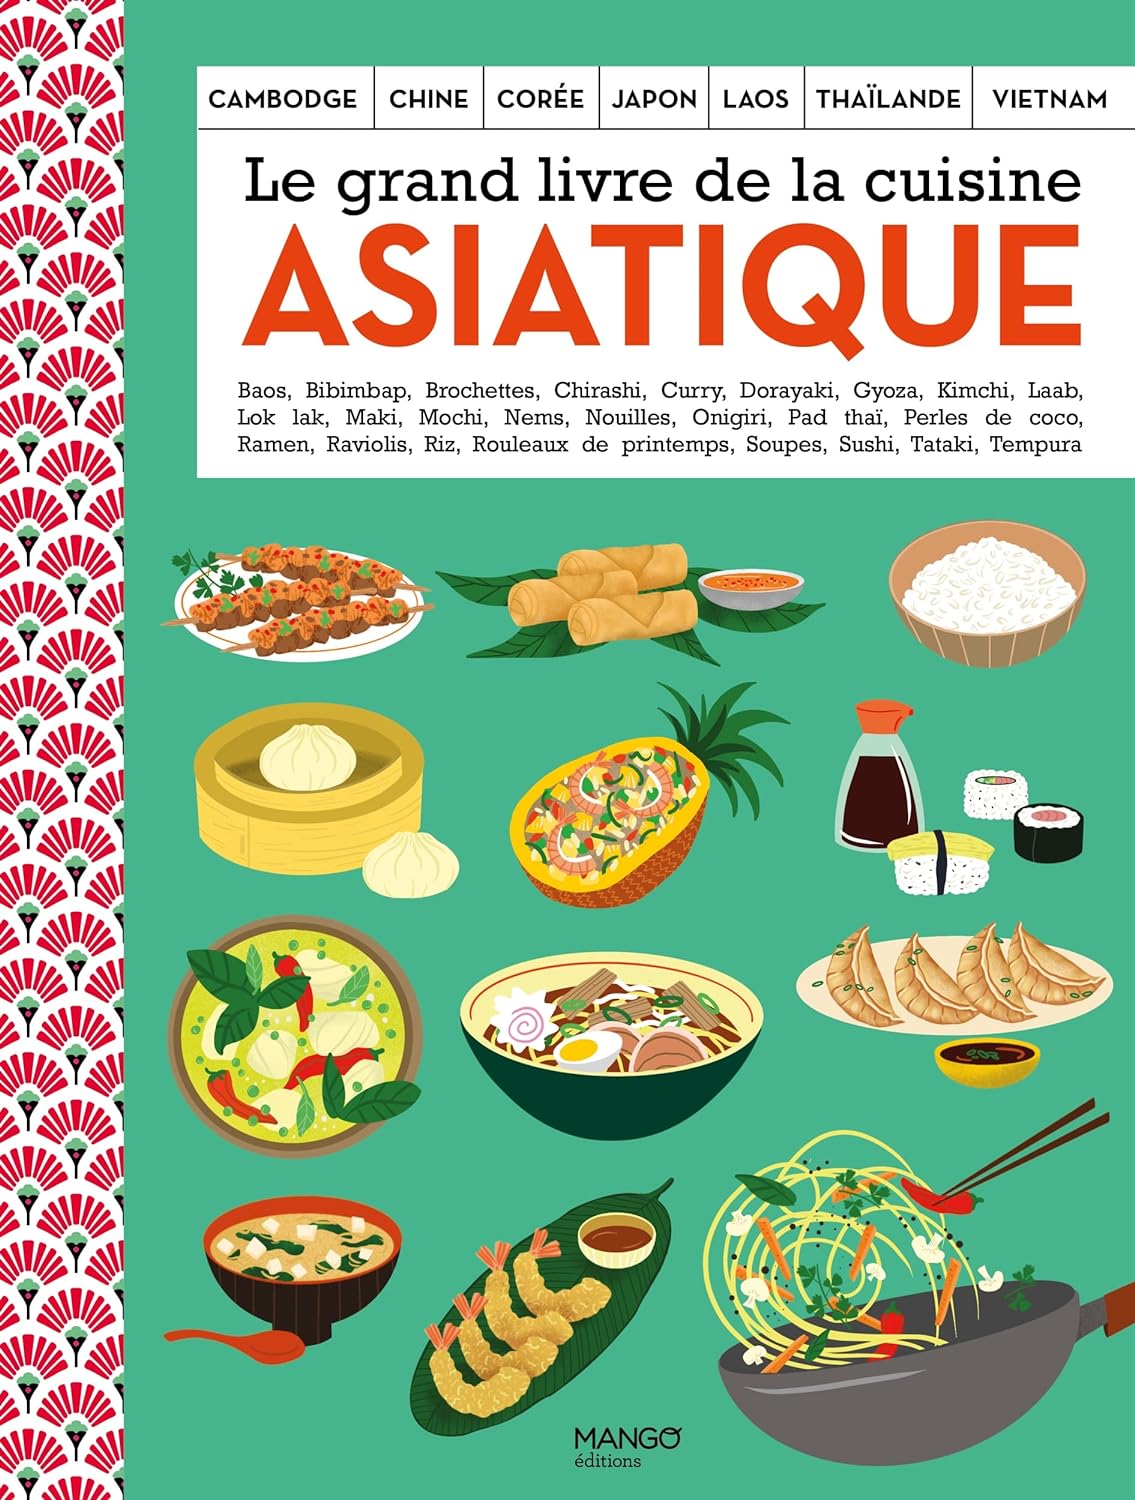 CAMBODGE CHINE CORÉE JAPON LAOS THAÏLANDE VIETNAM
Le grand livre de la cuisine
ASIATIQUE
Baos, Bibimbap, Brochettes, Chirashi, Curry, Dorayaki, Gyoza, Kimchi, Laab,
Lok lak, Maki, Mochi, Nems, Nouilles, Onigiri, Pad thaï, Perles de coco,
Ramen, Raviolis, Riz, Rouleaux de printemps, Soupes, Sushi, Tataki, Tempura
MANGO
éditions